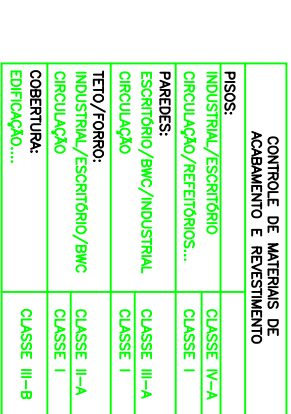 CONTROLE DE MATERIAIS DE
ACABAMENTO E REVESTIMENTO
PISOS:
INDUSTRIAL/ESCRITÓRIO CLASSE IV-A
CIRCULAÇÃO/REFEITÓRIOS... CLASSE I
PAREDES:
ESCRITÓRIO/BWC/INDUSTRIAL CLASSE III-A
CIRCULAÇÃO CLASSE I
TETO/FORRO:
INDUSTRIAL/ESCRITÓRIO/BWC CLASSE II-A
CIRCULAÇÃO CLASSE I
COBERTURA:
EDIFICAÇÃO.... CLASSE III-B